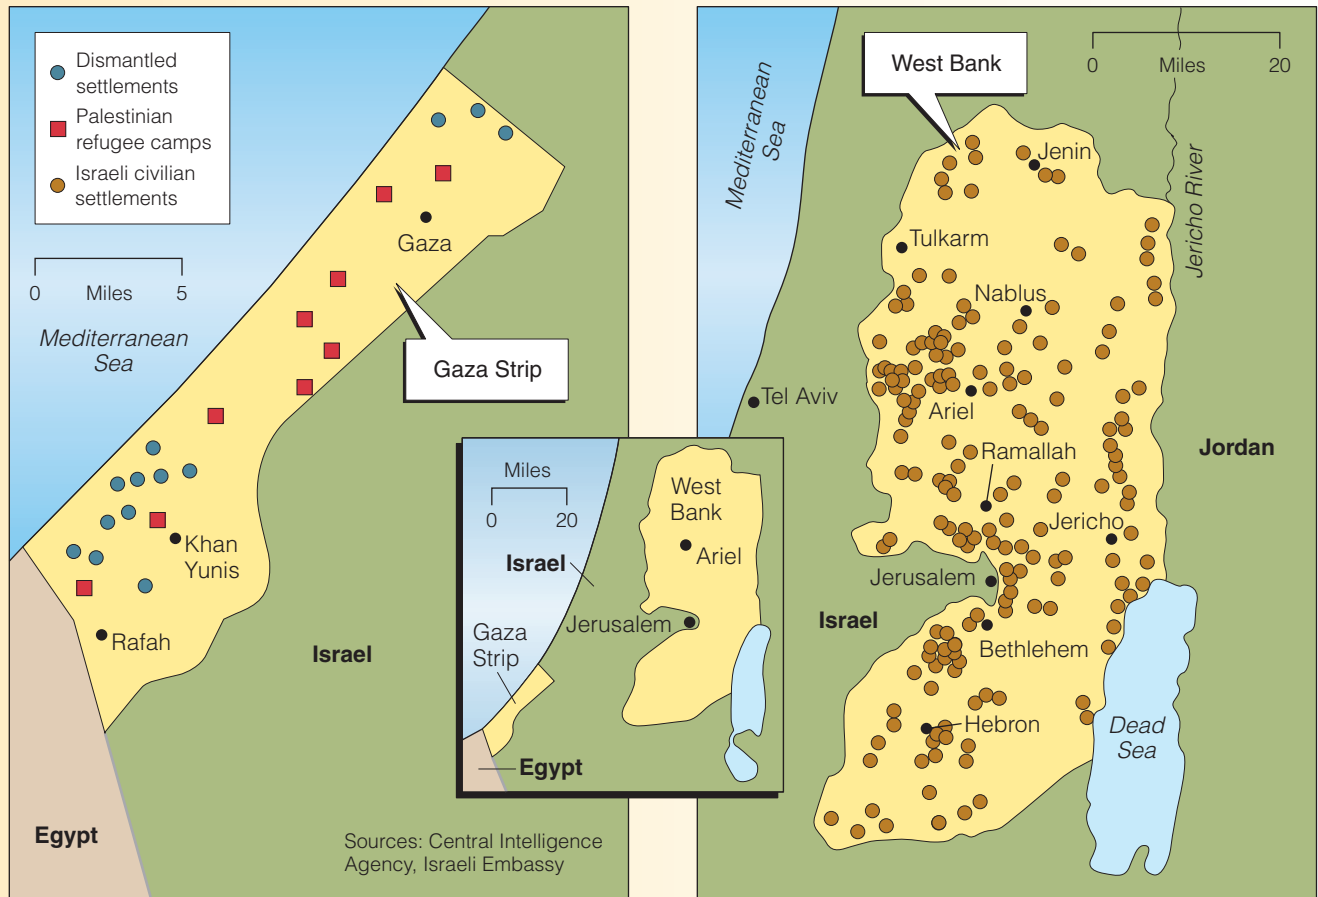 Dismantled
settlements
Palestinian
refugee camps
Israeli civilian
settlements
0 Miles 5
Mediterranean
Sea
Gaza
Gaza Strip
Khan
Yunis
Rafah
Israel
Egypt
Sources: Central Intelligence
Agency, Israeli Embassy
Miles
0 20
West
Bank
Ariel
Israel
Jerusalem
Gaza
Strip
Egypt
West Bank
0 Miles 20
Mediterranean
Sea
Jericho River
Jenin
Tulkarm
Nablus
Tel Aviv
Ariel
Ramallah
Jordan
Jericho
Jerusalem
Israel
Bethlehem
Hebron
Dead
Sea